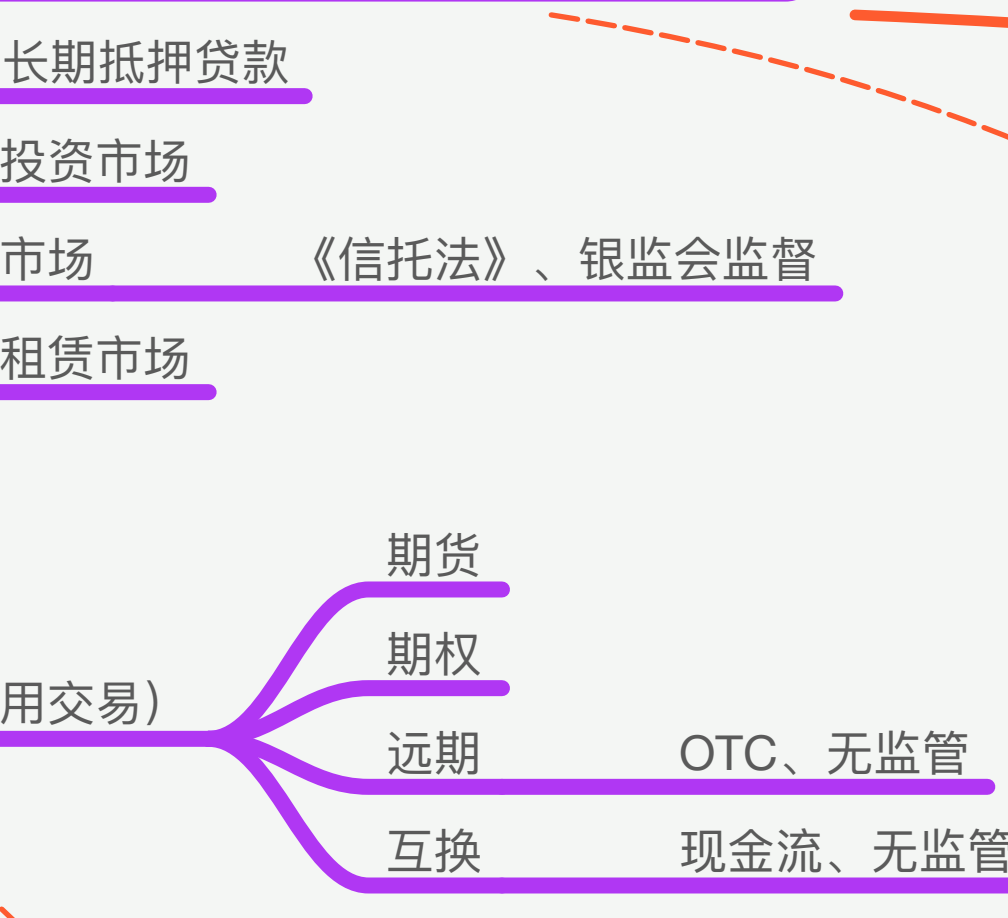 长期抵押贷款
投资市场
市场 《信托法》、银监会监督
租赁市场
期货
期权
用交易)
远期 OTC、无监管
互换 现金流、无监管